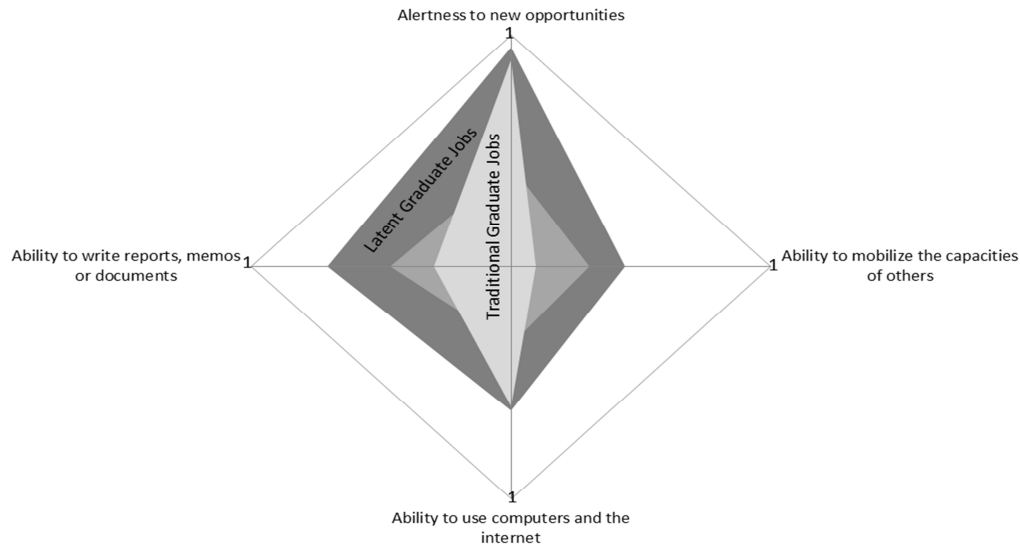 Alertness to new opportunities
1
Latent Graduate Jobs
Traditional Graduate Jobs
Ability to write reports, memos
or documents
1
1
Ability to mobilize the capacities
of others
1
Ability to use computers and the
internet